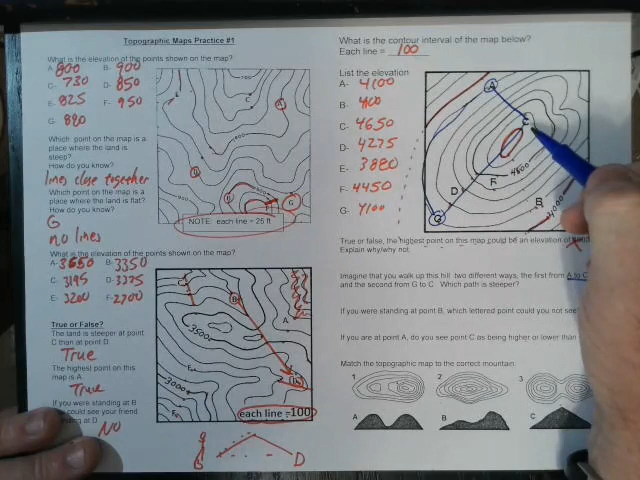 Topographic Maps Practice #1
What is the elevation of the points shown on the map?
A- 800 B- 900
C- 730 D- 850
E- 825 F- 950
G- 880
Which point on the map is a
place where the land is
steep?
How do you know?
lines close together
Which point on the map is a
place where the land is flat?
How do you know?
G
no lines
NOTE: each line = 25 ft
What is the elevation of the points shown on the map?
A- 3650 B- 3350
C- 3195 D- 3375
E- 3200 F- 2700
True or False?
The land is steeper at point
C than at point D
True
The highest point on this
map is A
True
If you were standing at B
could see your friend
at D
No
3500
3000
each line =100
B D
What is the contour interval of the map below?
Each line = 100
List the elevation
A- 4100
B-
C- 4650
D- 4275
E- 3880
F- 4450
G- 4100
A
D
F
4500
B
4000
G
True or false, the highest point on this map could be an elevation of
Explain why/why not.
Imagine that you walk up this hill two different ways, the first from A to C
and the second from G to C. Which path is steeper?
If you were standing at point B, which lettered point could you not see
If you are at point A, do you see point C as being higher or lower than
Match the topographic map to the correct mountain.
1 2 3
A B C